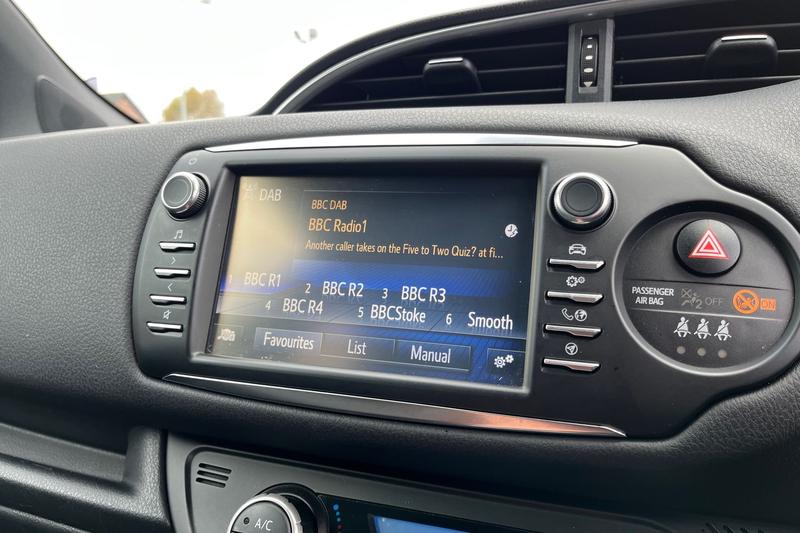 DAB
BBC DAB
BBC Radio1
Another caller takes on the Five to Two Quiz? at fi...
1 BBC R1 2 BBC R2 3 BBC R3
4 BBC R4 5 BBCStoke 6 Smooth
Favourites List Manual
PASSENGER
AIR BAG OFF ON
A/C